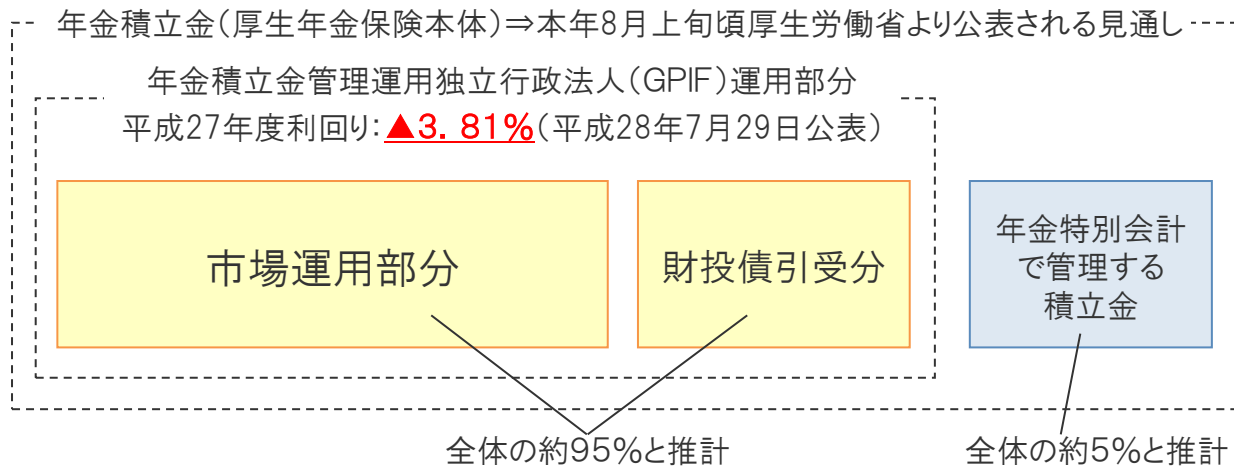 年金積立金（厚生年金保険本体）⇒本年8月上旬頃厚生労働省より公表される見通し
年金積立金管理運用独立行政法人（GPIF）運用部分
平成27年度利回り：▲3．81％（平成28年7月29日公表）
市場運用部分
財投債引受分
年金特別会計
で管理する
積立金
全体の約95％と推計
全体の約5％と推計